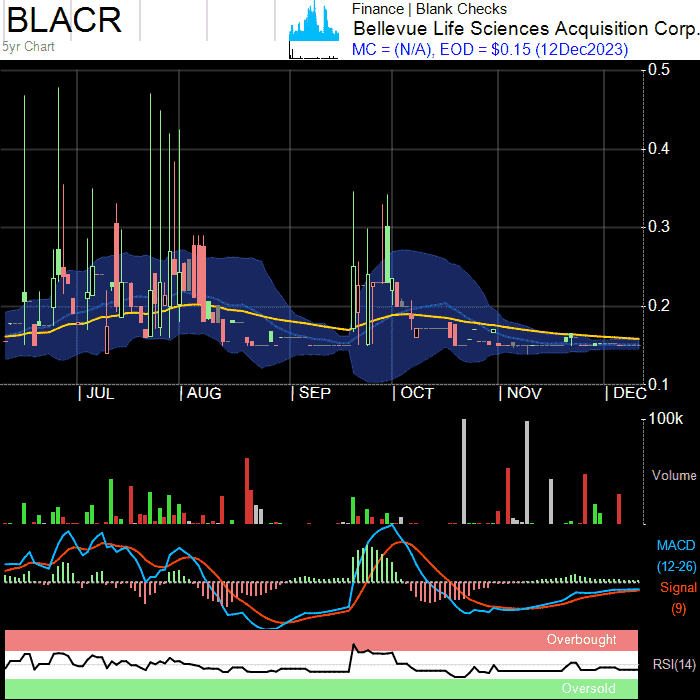 BLACR
5yr Chart
Finance | Blank Checks
Bellevue Life Sciences Acquisition Corp.
MC = (N/A), EOD = $0.15 (12Dec2023)
0.5
0.4
0.3
0.2
0.1
| JUL | AUG | SEP | OCT | NOV | DEC
100k
Volume
MACD
(12-26)
Signal
(9)
Overbought
RSI(14)
Oversold